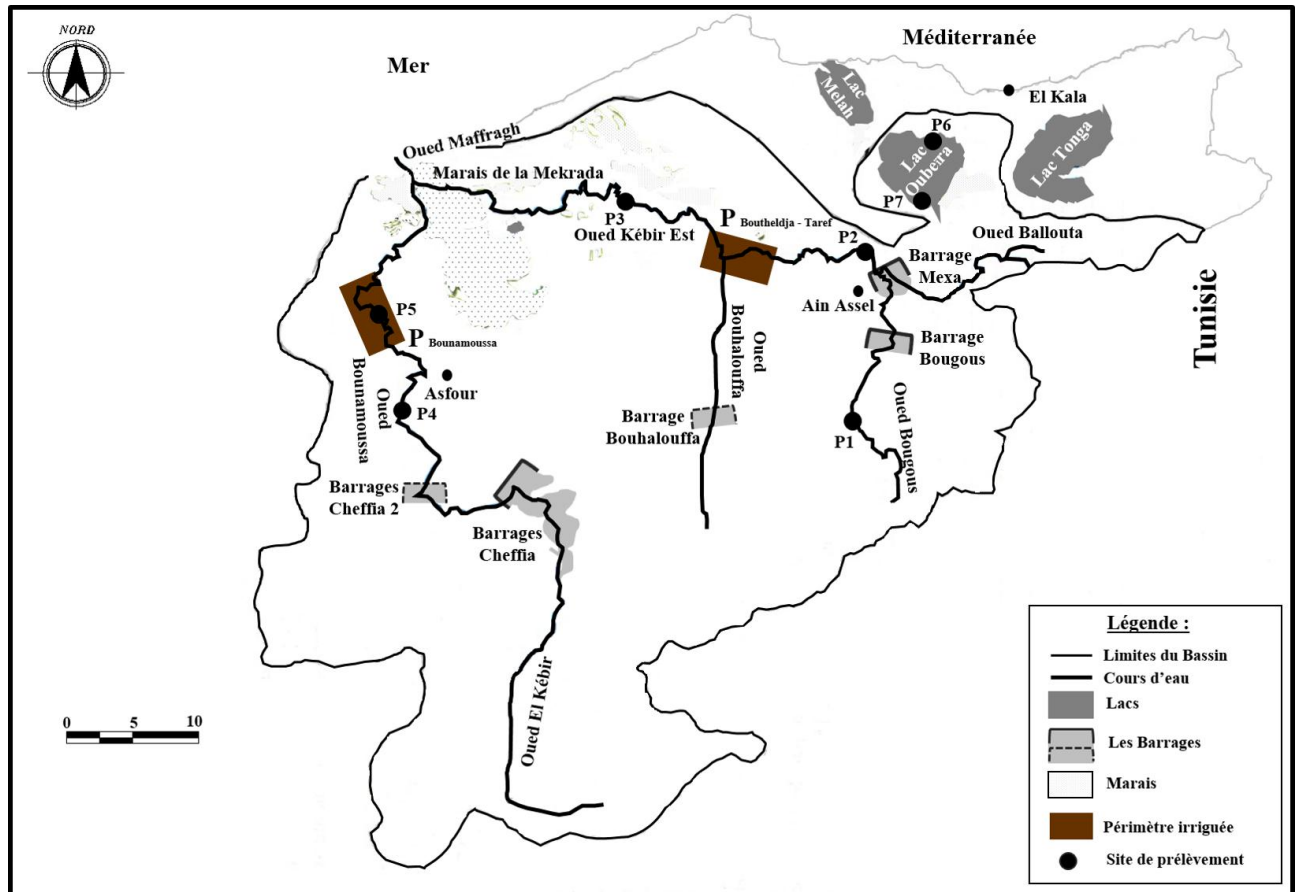 NORD
Mer
Méditerranée
El Kala
Lac Melah
P6
Lac Oubeira
P7
Lac Tonga
Oued Maffragh
Marais de la Mekrada
P3
Oued Kébir Est
P Boutheldja - Taref
P2
Oued Ballouta
Barrage
Mexa
Ain Assel
Tunisie
Barrage
Bougous
P5
P Bounamoussa
Oued
Bouhalouffa
Oued
Bounamoussa
Asfour
P4
Barrage
Bouhalouffa
P1
Oued Bougous
Barrages
Cheffia 2
Barrages
Cheffia
Oued El Kébir
0 5 10
Légende :
Limites du Bassin
Cours d'eau
Lacs
Les Barrages
Marais
Périmètre irriguée
Site de prélèvement